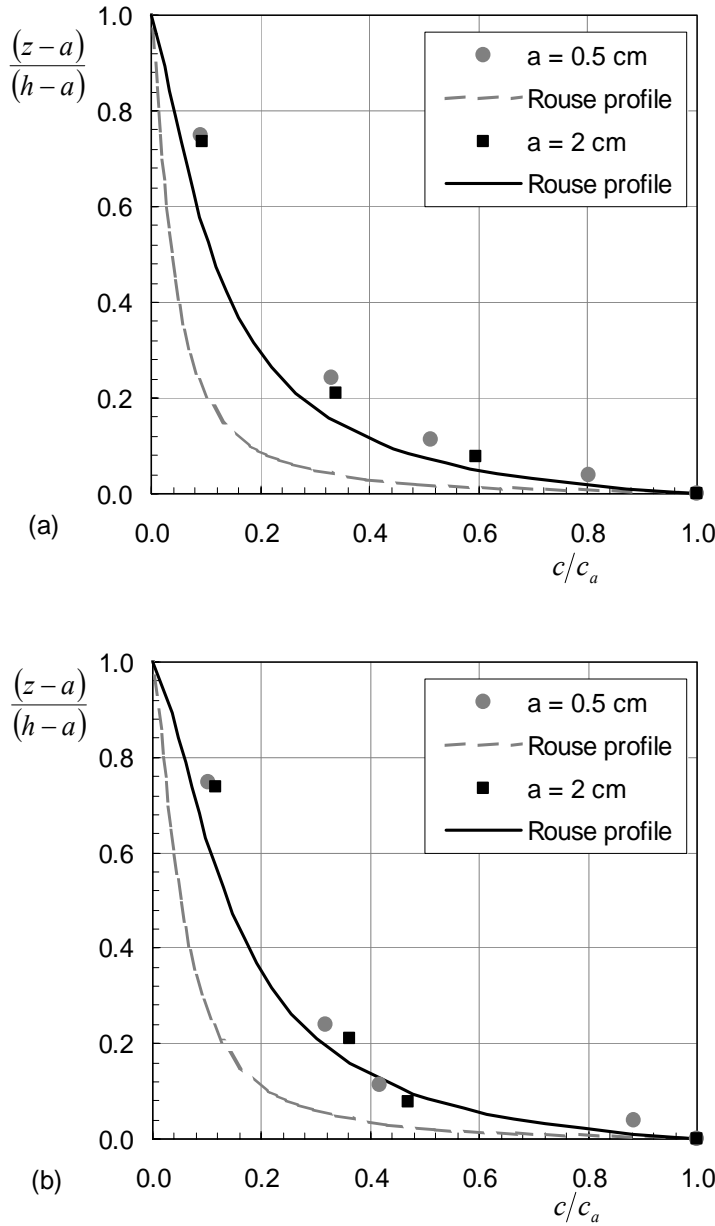 (z − a)
(h − a)
1.0
0.8
0.6
0.4
0.2
0.0
a = 0.5 cm
Rouse profile
a = 2 cm
Rouse profile
(a)
0.0 0.2 0.4 0.6 0.8 1.0
c/cₐ
(z − a)
(h − a)
1.0
0.8
0.6
0.4
0.2
0.0
a = 0.5 cm
Rouse profile
a = 2 cm
Rouse profile
(b)
0.0 0.2 0.4 0.6 0.8 1.0
c/cₐ